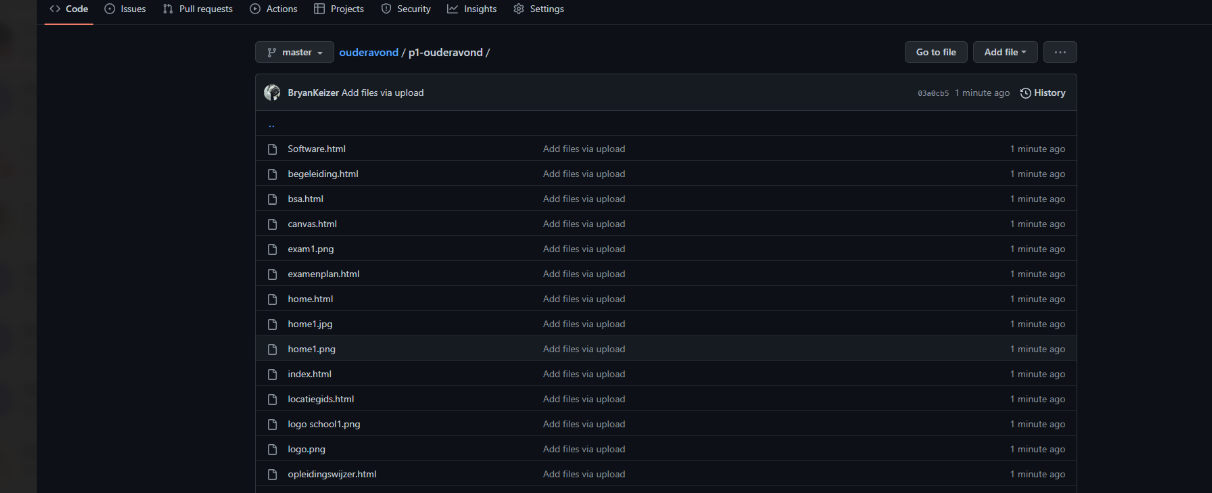 Code Issues Pull requests Actions Projects Security Insights Settings
master ouderavond / p1-ouderavond / Go to file Add file ...
BryanKeizer Add files via upload 03a0cb5 1 minute ago History
..
Software.html Add files via upload 1 minute ago
begeleiding.html Add files via upload 1 minute ago
bsa.html Add files via upload 1 minute ago
canvas.html Add files via upload 1 minute ago
exam1.png Add files via upload 1 minute ago
examenplan.html Add files via upload 1 minute ago
home.html Add files via upload 1 minute ago
home1.jpg Add files via upload 1 minute ago
home1.png Add files via upload 1 minute ago
index.html Add files via upload 1 minute ago
locatiegids.html Add files via upload 1 minute ago
logo school1.png Add files via upload 1 minute ago
logo.png Add files via upload 1 minute ago
opleidingswijzer.html Add files via upload 1 minute ago